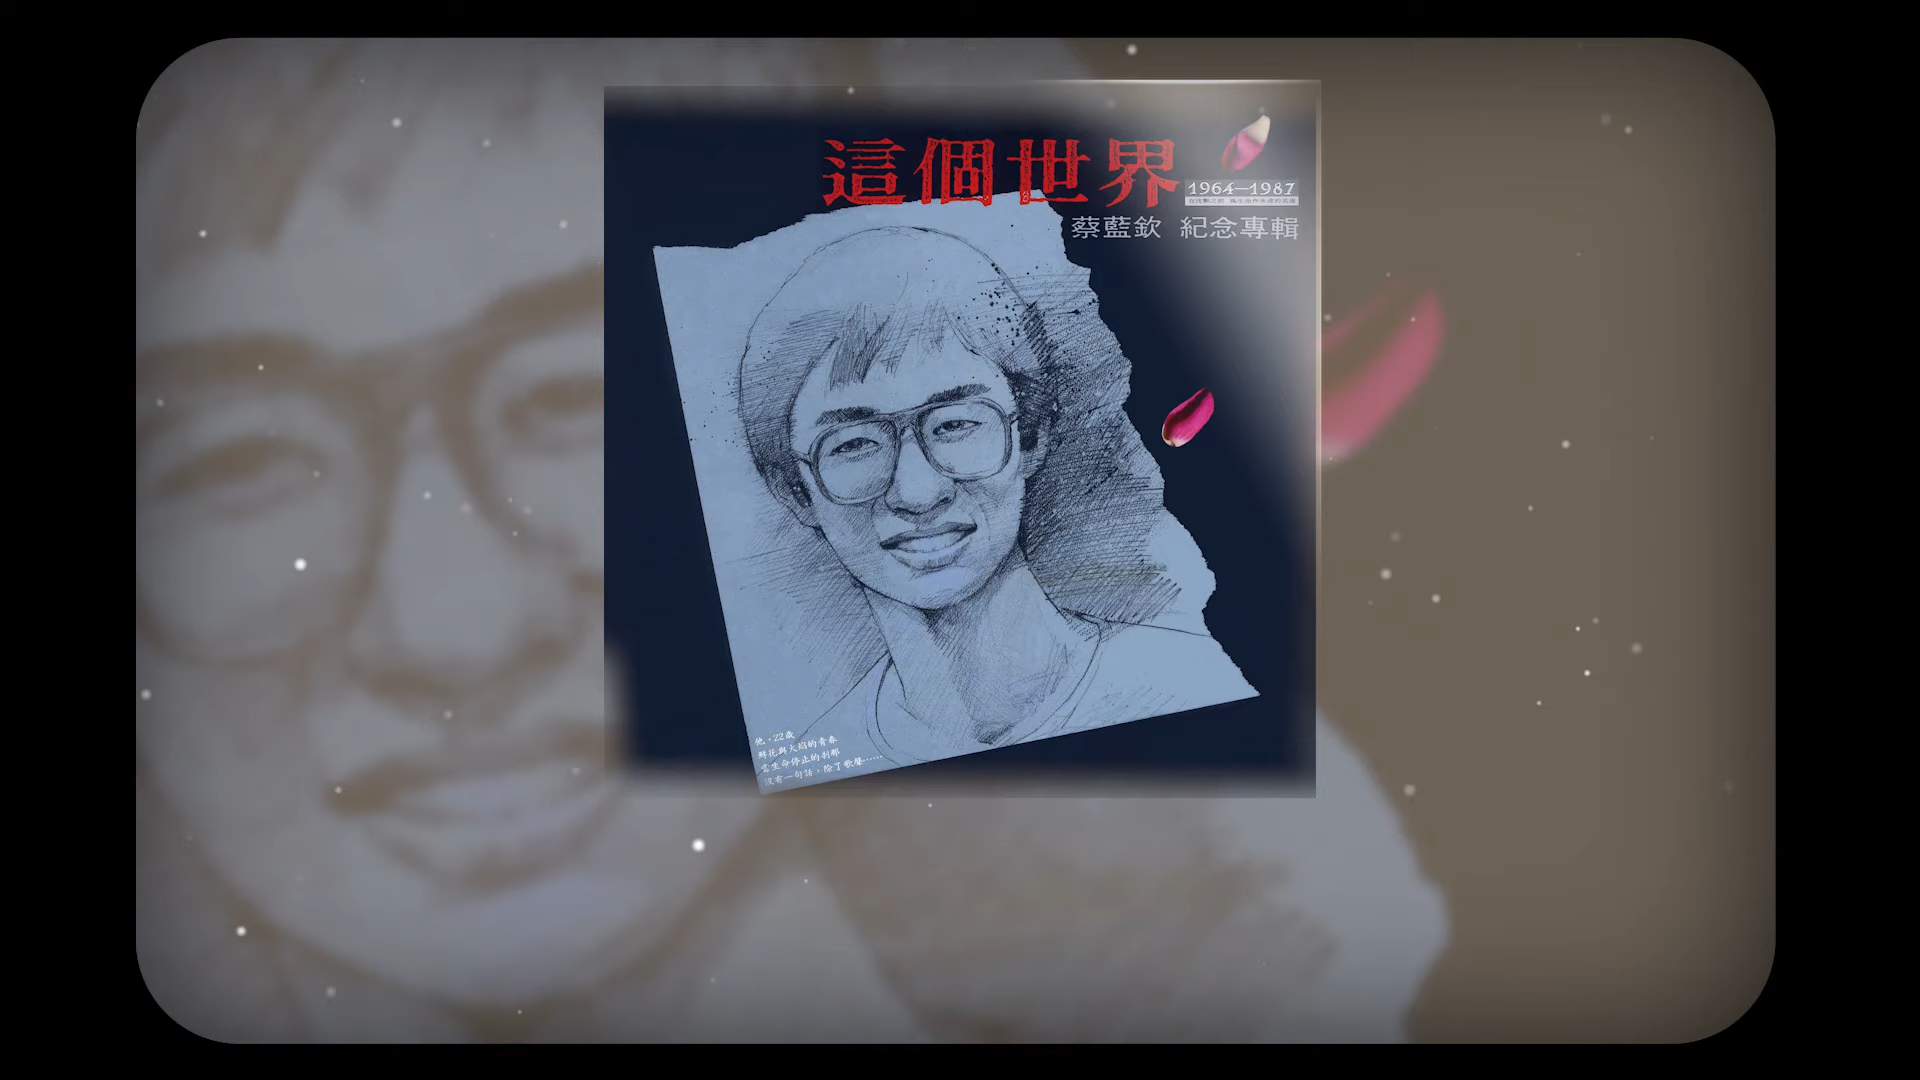 這個世界
1964—1987
蔡藍欽 紀念專輯
他，22歲
鮮花與火焰的青春
當生命停止的剎那
沒有一句話，除了歌聲……